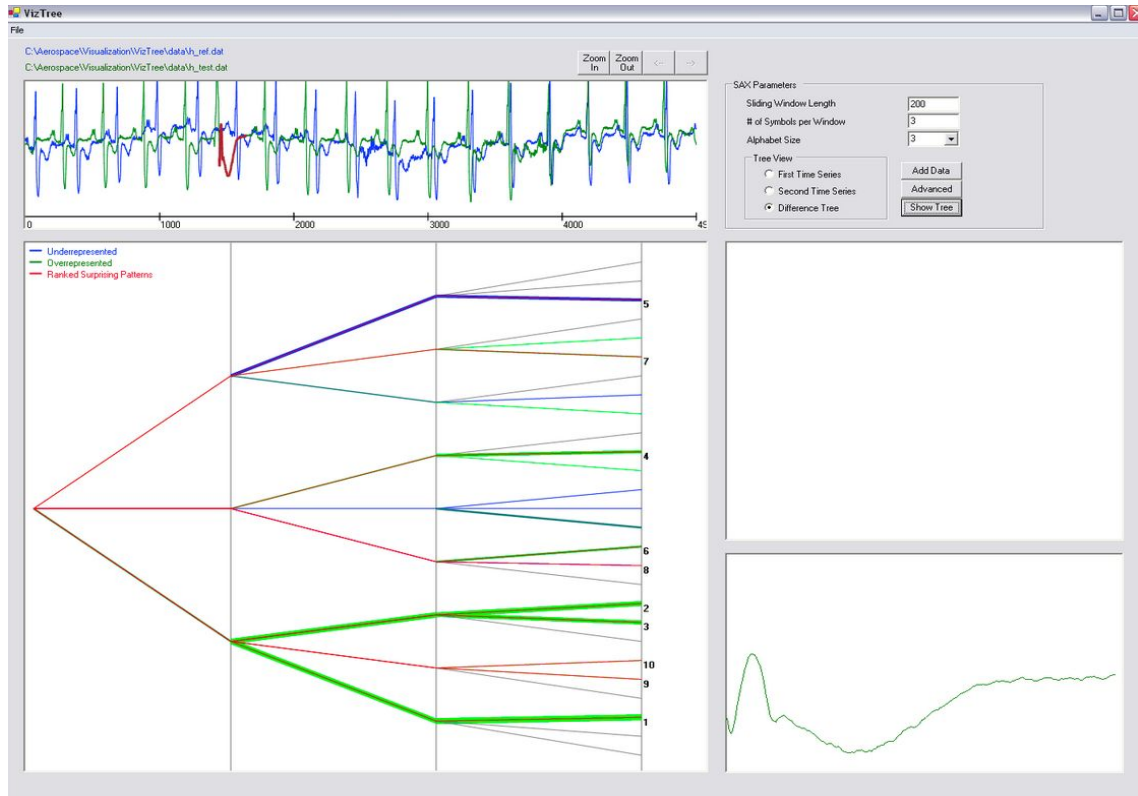 VizTree
File
C:\Aerospace\Visualization\VizTree\data\h_ref.dat
C:\Aerospace\Visualization\VizTree\data\h_test.dat
Zoom In
Zoom Out
<-
->
0 1000 2000 3000 4000 49
SAX Parameters
Sliding Window Length 200
# of Symbols per Window 3
Alphabet Size 3
Tree View
First Time Series
Second Time Series
Difference Tree
Add Data
Advanced
Show Tree
Underrepresented
Overrepresented
Ranked Surprising Patterns
5
7
4
6
8
2
3
10
9
1